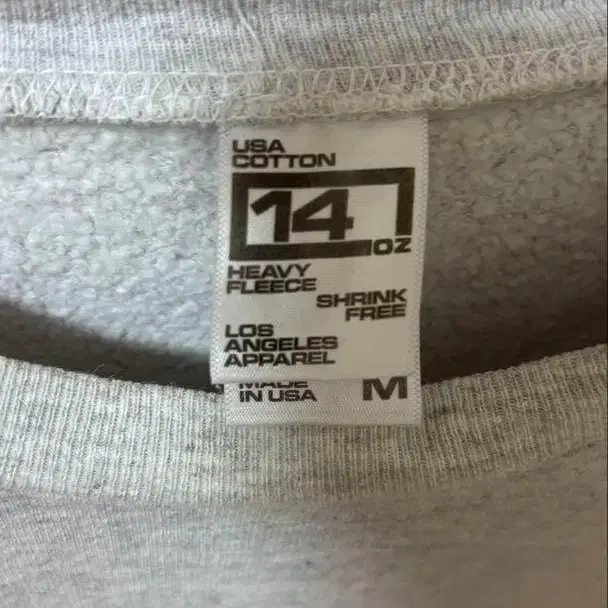 USA
COTTON
14
OZ
HEAVY
FLEECE
SHRINK
FREE
LOS
ANGELES
APPAREL
MADE
IN USA
M